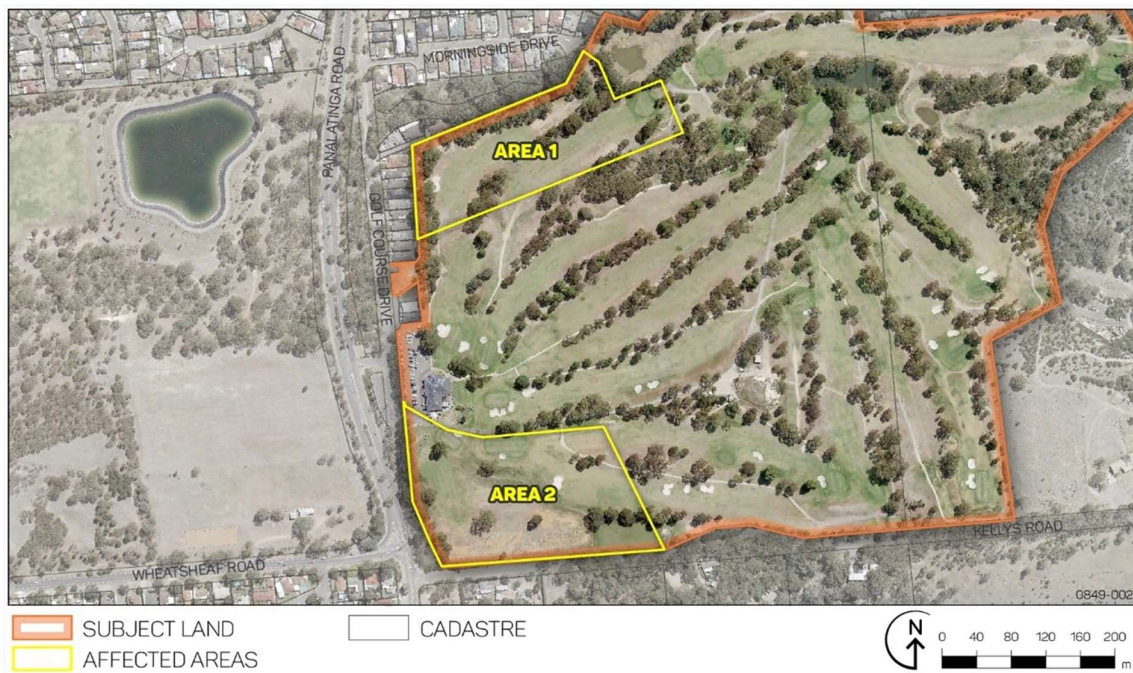 MORNINGSIDE DRIVE
PANALATINGA ROAD
AREA 1
GOLF COURSE DRIVE
AREA 2
KELLYS ROAD
WHEATSHEAF ROAD
0849-002
SUBJECT LAND
CADASTRE
AFFECTED AREAS
N
0 40 80 120 160 200
m